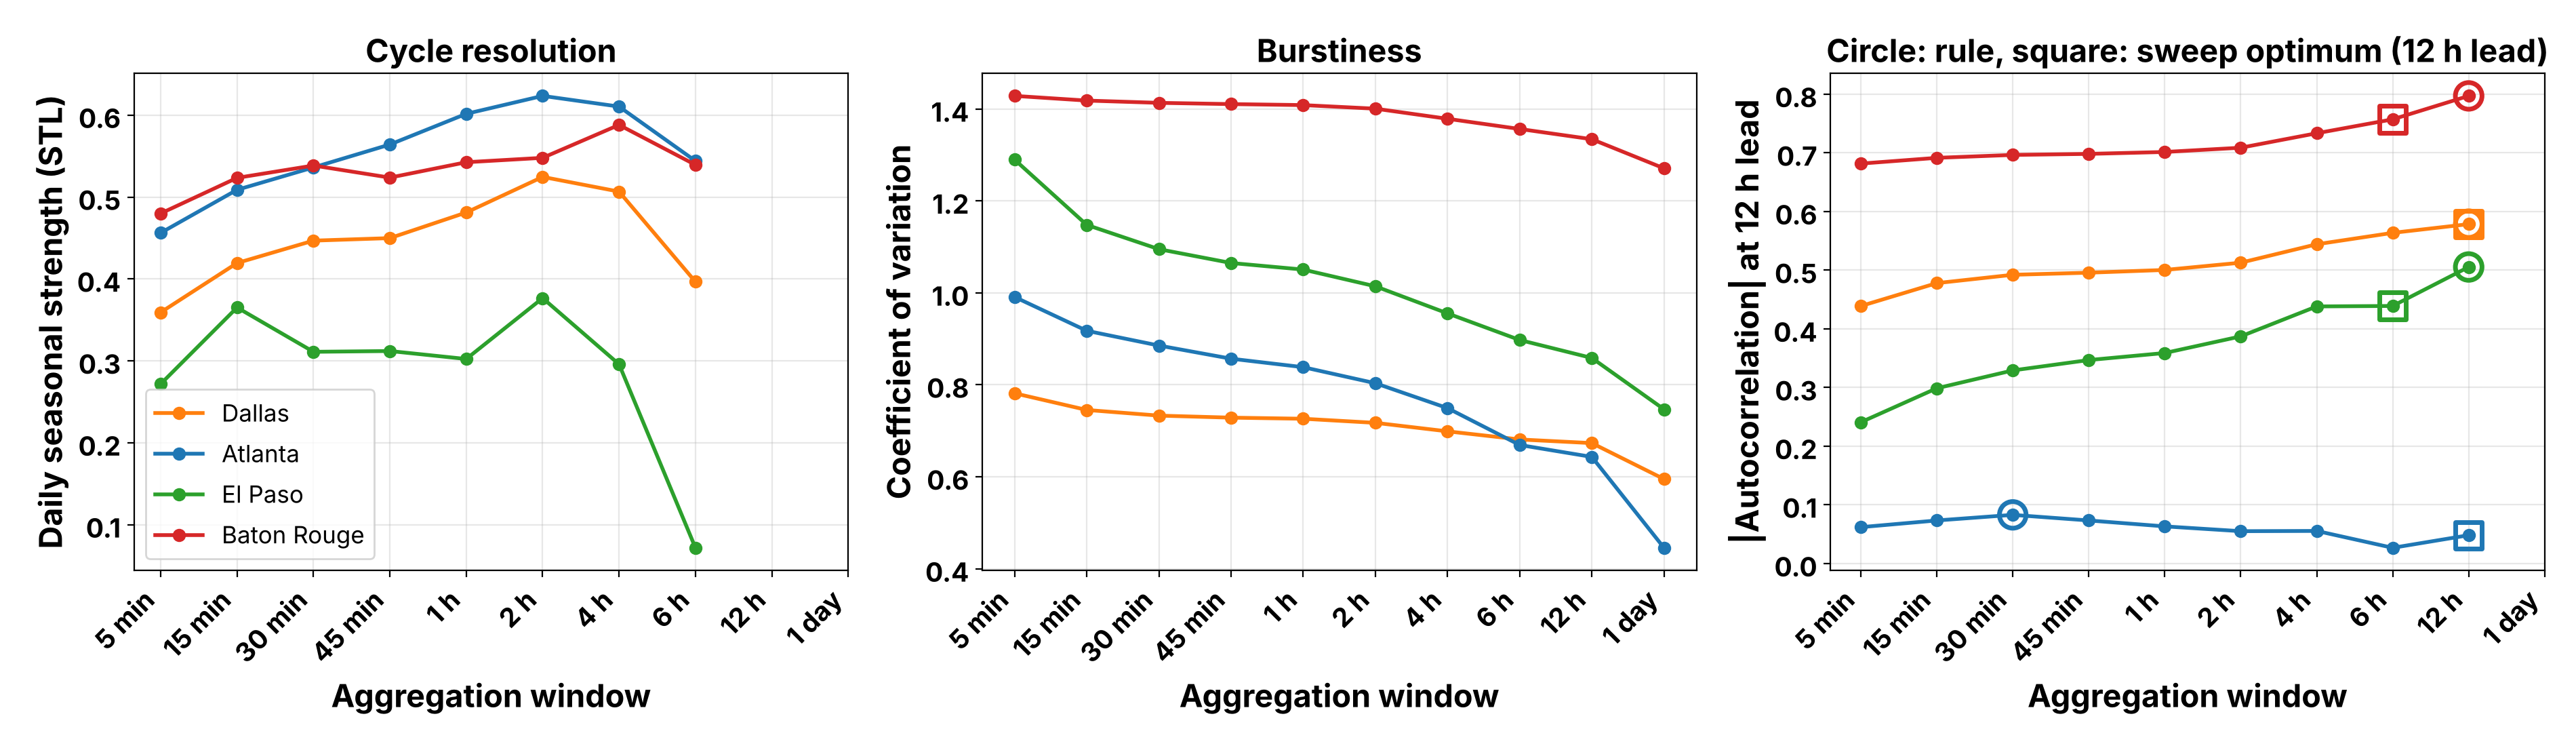 Cycle resolution
Daily seasonal strength (STL)
0.6
0.5
0.4
0.3
0.2
0.1
Dallas
Atlanta
El Paso
Baton Rouge
5 min
15 min
30 min
45 min
1 h
2 h
4 h
6 h
12 h
1 day
Aggregation window
Burstiness
Coefficient of variation
1.4
1.2
1.0
0.8
0.6
0.4
5 min
15 min
30 min
45 min
1 h
2 h
4 h
6 h
12 h
1 day
Aggregation window
Circle: rule, square: sweep optimum (12 h lead)
|Autocorrelation| at 12 h lead
0.8
0.7
0.6
0.5
0.4
0.3
0.2
0.1
0.0
5 min
15 min
30 min
45 min
1 h
2 h
4 h
6 h
12 h
1 day
Aggregation window